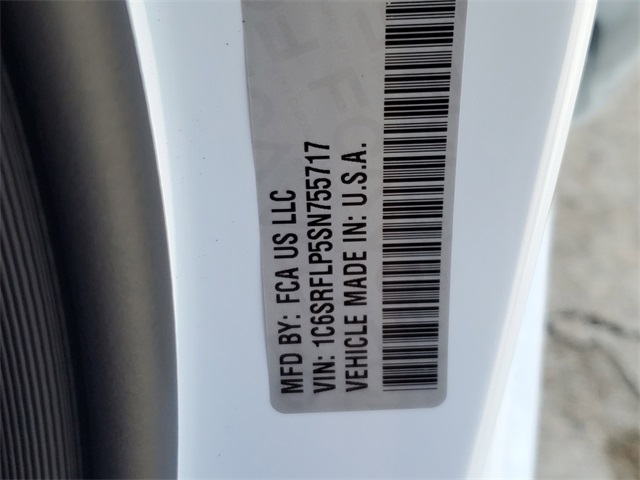 MFD BY: FCA US LLC
VIN: 1C6SRFLP5SN755717
VEHICLE MADE IN: U.S.A.